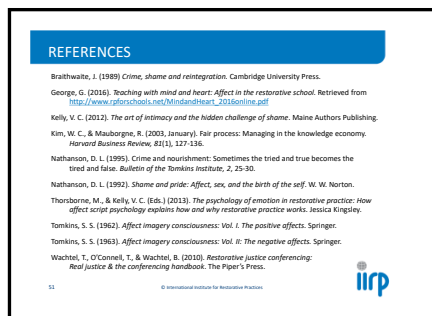 REFERENCES
Braithwaite, J. (1989) Crime, shame and reintegration. Cambridge University Press.
George, G. (2016). Teaching with mind and heart: Affect in the restorative school. Retrieved from
http://www.rpforschools.net/MindandHeart_2016online.pdf
Kelly, V. C. (2012). The art of intimacy and the hidden challenge of shame. Maine Authors Publishing.
Kim, W. C., & Mauborgne, R. (2003, January). Fair process: Managing in the knowledge economy.
Harvard Business Review, 81(1), 127-136.
Nathanson, D. L. (1995). Crime and nourishment: Sometimes the tried and true becomes the
tired and false. Bulletin of the Tomkins Institute, 2, 25-30.
Nathanson, D. L. (1992). Shame and pride: Affect, sex, and the birth of the self. W. W. Norton.
Thorsborne, M., & Kelly, V. C. (Eds.) (2013). The psychology of emotion in restorative practice: How
affect script psychology explains how and why restorative practice works. Jessica Kingsley.
Tomkins, S. S. (1962). Affect imagery consciousness: Vol. I. The positive affects. Springer.
Tomkins, S. S. (1963). Affect imagery consciousness: Vol. II: The negative affects. Springer.
Wachtel, T., O'Connell, T., & Wachtel, B. (2010). Restorative justice conferencing:
Real justice & the conferencing handbook. The Piper's Press.
51
© International Institute for Restorative Practices
iirp